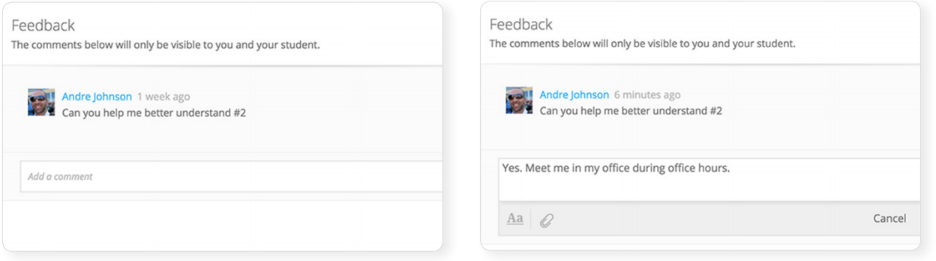 Feedback
The comments below will only be visible to you and your student.
Andre Johnson 1 week ago
Can you help me better understand #2
Add a comment
Feedback
The comments below will only be visible to you and your student.
Andre Johnson 6 minutes ago
Can you help me better understand #2
Yes. Meet me in my office during office hours.
Aa Cancel